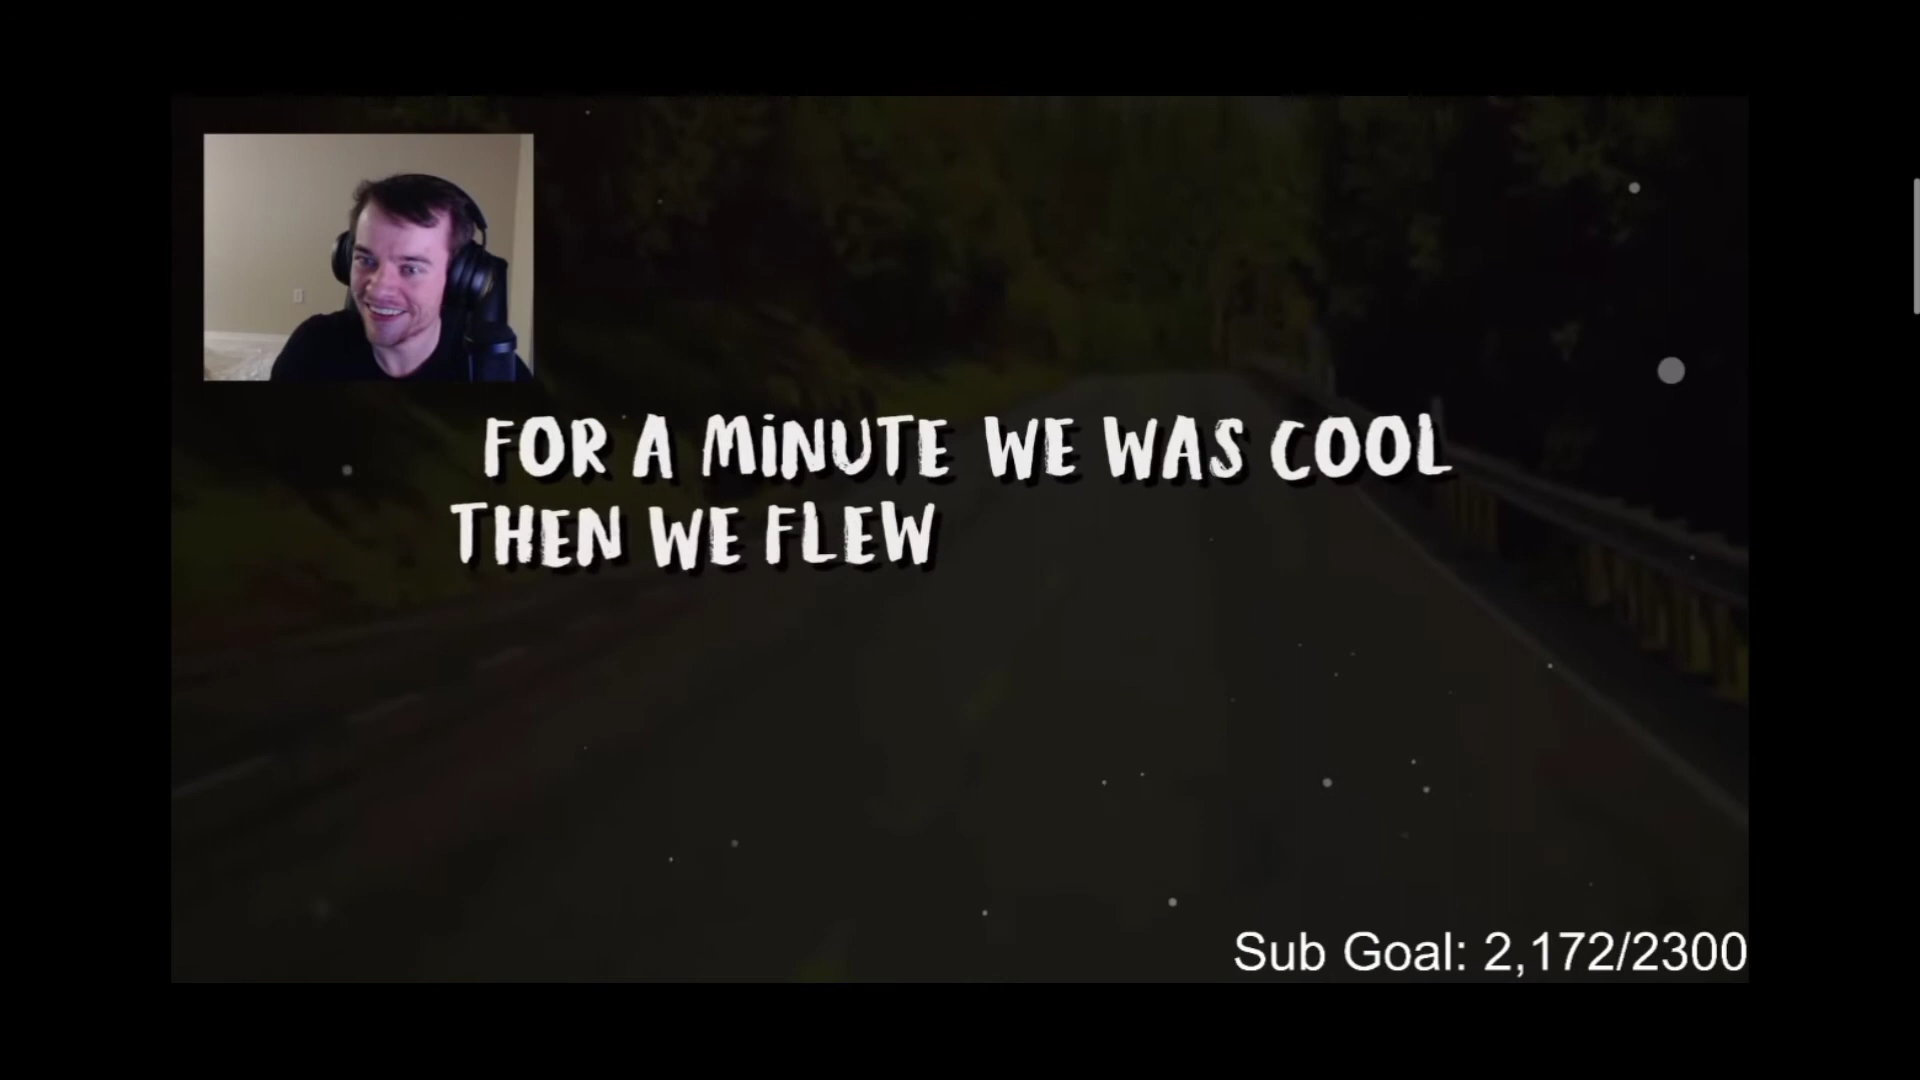 FOR A MINUTE WE WAS COOL
THEN WE FLEW
Sub Goal: 2,172/2300